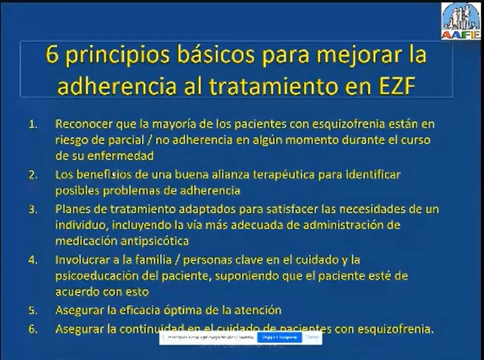 AAFE
6 principios básicos para mejorar la
adherencia al tratamiento en EZF
1. Reconocer que la mayoría de los pacientes con esquizofrenia están en
riesgo de parcial / no adherencia en algún momento durante el curso
de su enfermedad
2. Los benefisios de una buena alianza terapéutica para identificar
posibles problemas de adherencia
3. Planes de tratamiento adaptados para satisfacer las necesidades de un
individuo, incluyendo la vía más adecuada de administración de
medicación antipsicótica
4. Involucrar a la familia / personas clave en el cuidado y la
psicoeducación del paciente, suponiendo que el paciente esté de
acuerdo con esto
5. Asegurar la eficacia óptima de la atención
6. Asegurar la continuidad en el cuidado de pacientes con esquizofrenia.